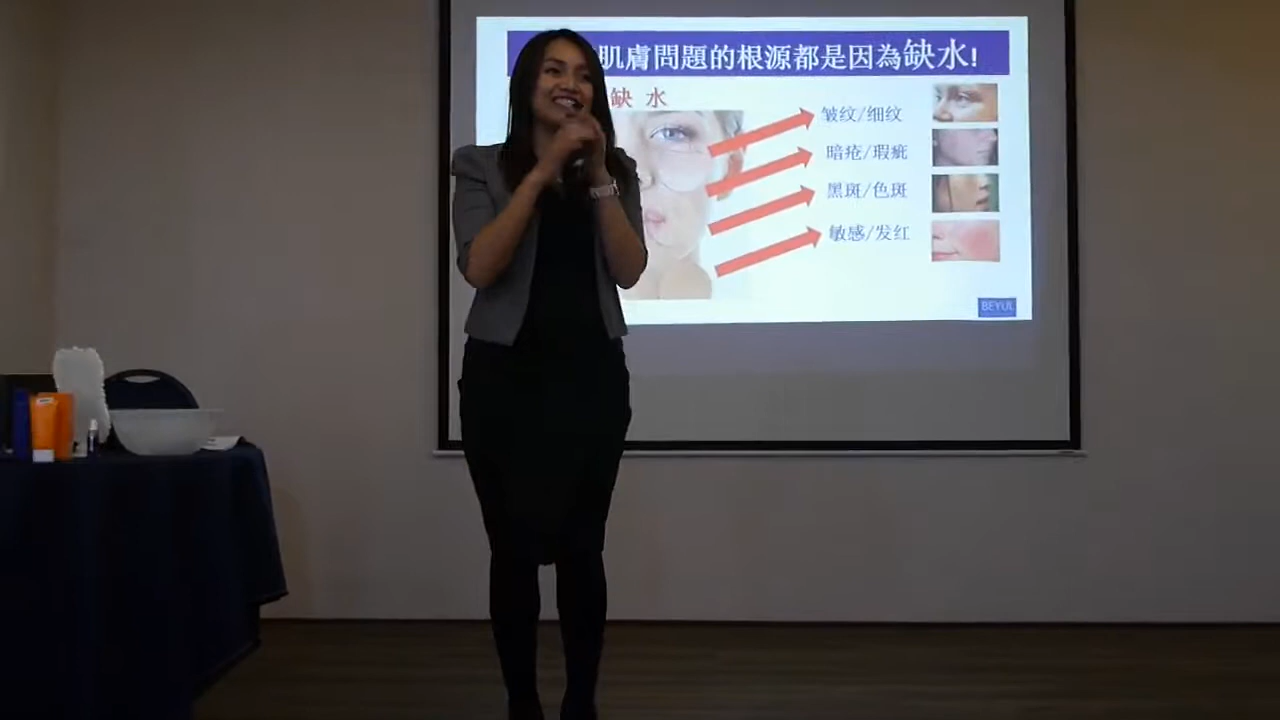 肌膚問題的根源都是因為缺水!
缺 水
皱纹/细纹
暗疮/瑕疵
黑斑/色斑
敏感/发红
BEYUL